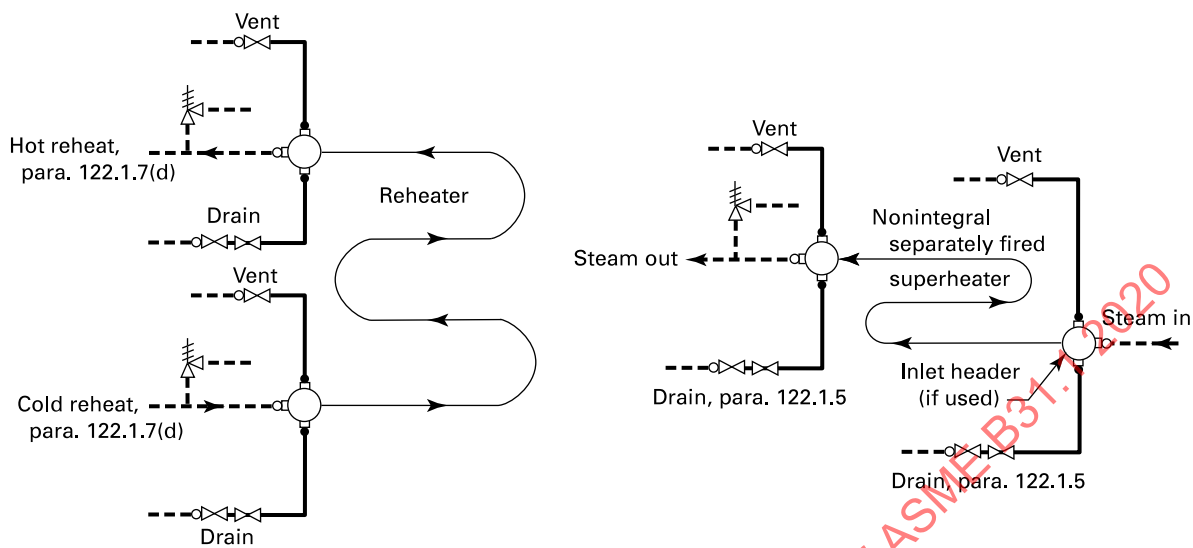 Vent
Hot reheat,
para. 122.1.7(d)
Reheater
Drain
Vent
Cold reheat,
para. 122.1.7(d)
Drain
Vent
Vent
Nonintegral
separately fired
superheater
Steam out
Steam in
Inlet header
(if used)
Drain, para. 122.1.5
Drain, para. 122.1.5
ASME B31.1 2020